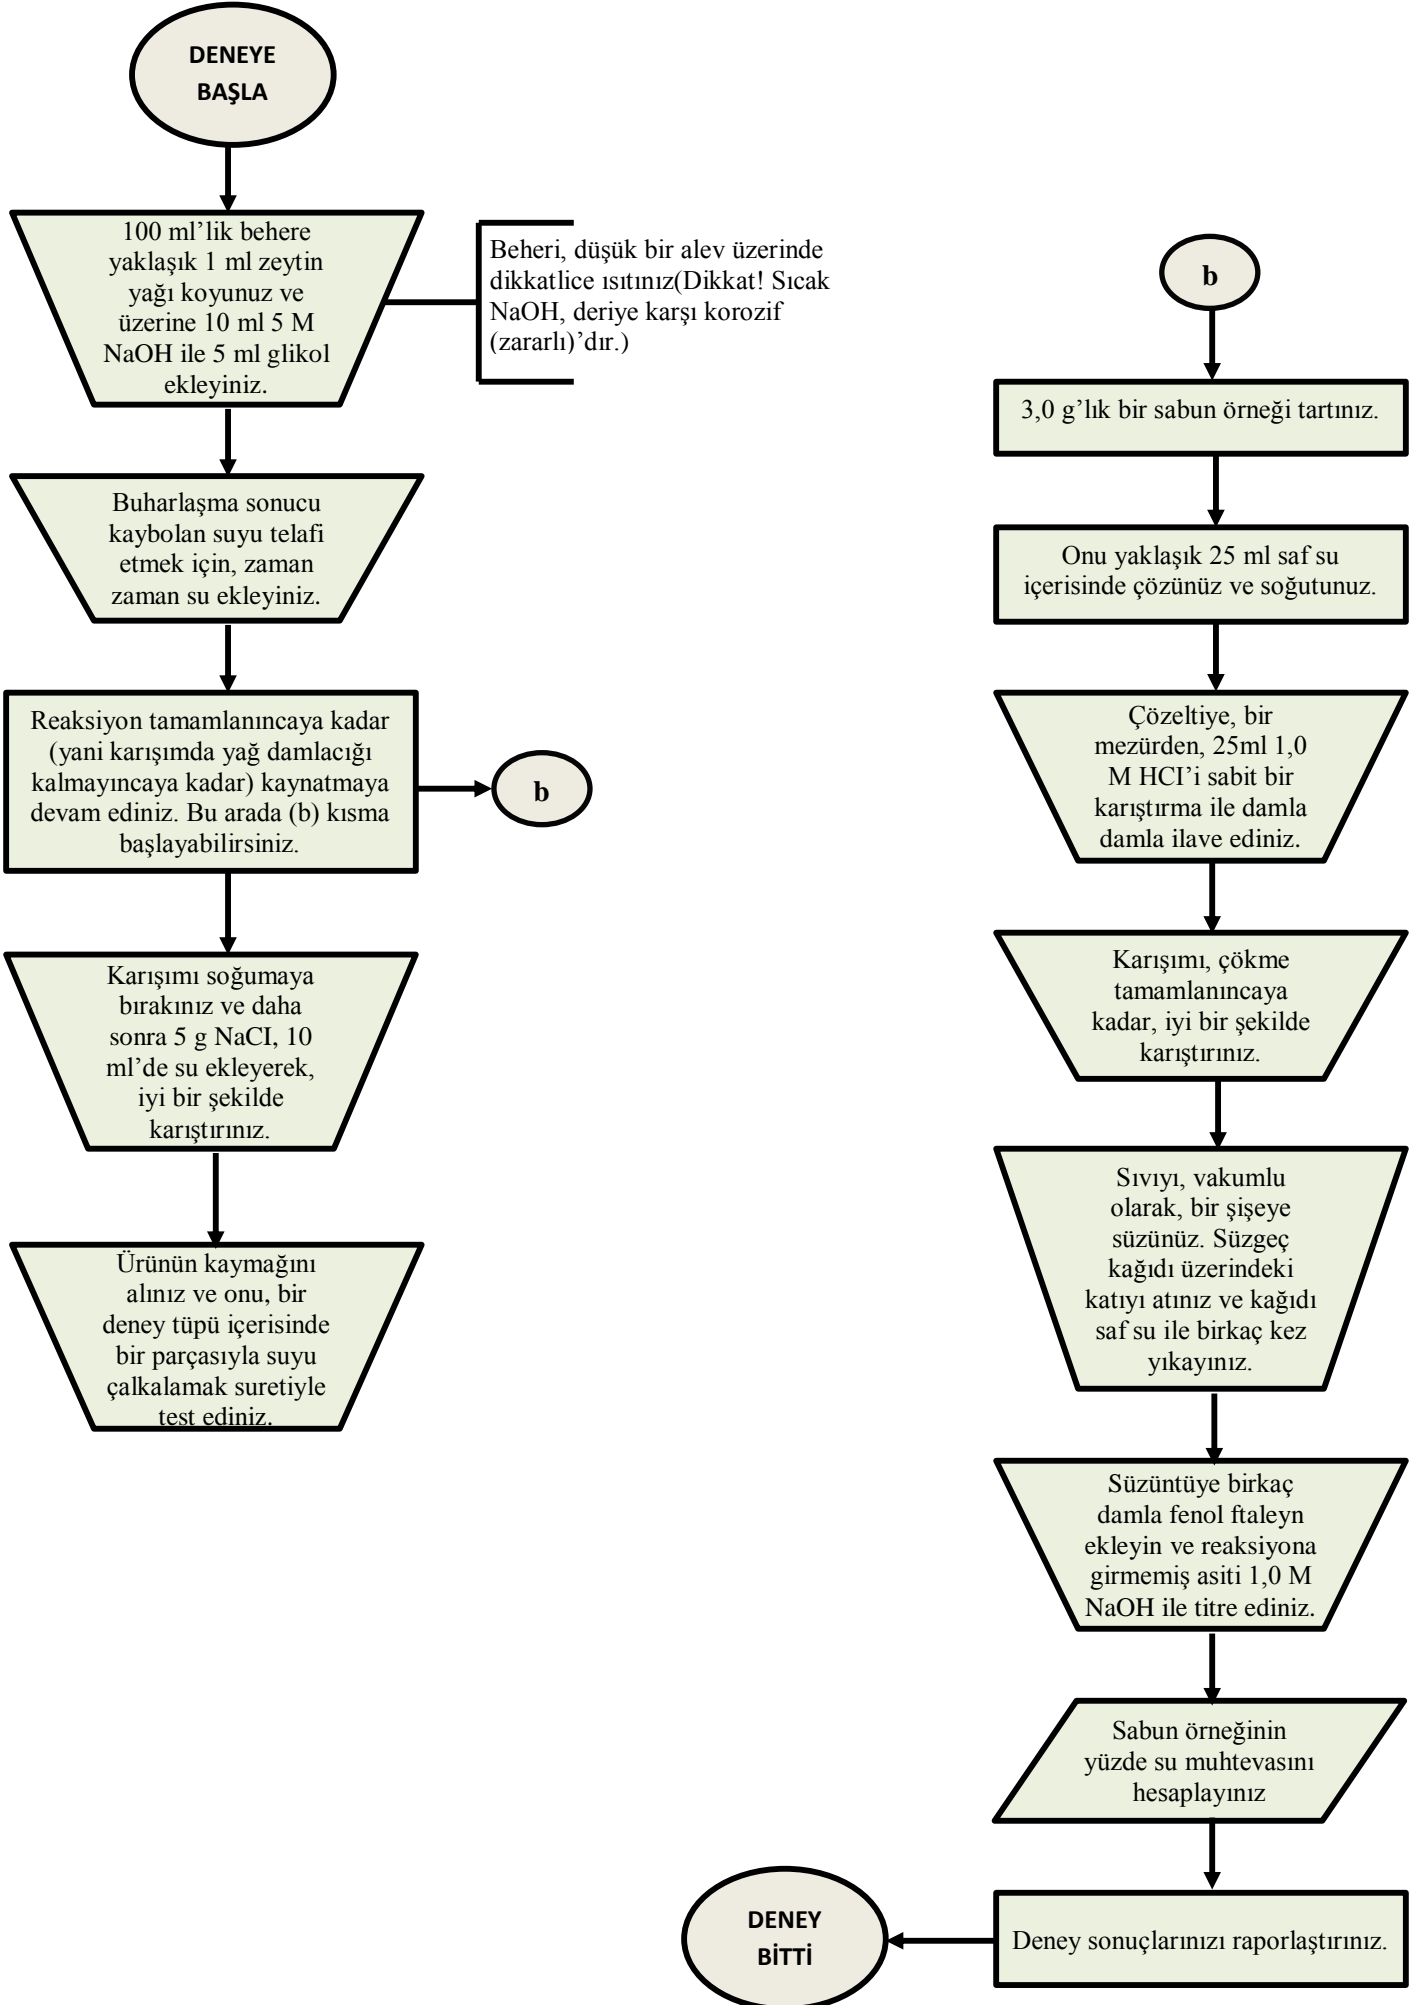 DENEYE
BAŞLA
100 ml’lik behere
yaklaşık 1 ml zeytin
yağı koyunuz ve
üzerine 10 ml 5 M
NaOH ile 5 ml glikol
ekleyiniz.
Beheri, düşük bir alev üzerinde
dikkatlice ısıtınız(Dikkat! Sıcak
NaOH, deriye karşı korozif
(zararlı)’dır.)
Buharlaşma sonucu
kaybolan suyu telafi
etmek için, zaman
zaman su ekleyiniz.
Reaksiyon tamamlanıncaya kadar
(yani karışımda yağ damlacığı
kalmayıncaya kadar) kaynatmaya
devam ediniz. Bu arada (b) kısma
başlayabilirsiniz.
b
Karışımı soğumaya
bırakınız ve daha
sonra 5 g NaCI, 10
ml’de su ekleyerek,
iyi bir şekilde
karıştırınız.
Ürünün kaymağını
alınız ve onu, bir
deney tüpü içerisinde
bir parçasıyla suyu
çalkalamak suretiyle
test ediniz.
b
3,0 g’lık bir sabun örneği tartınız.
Onu yaklaşık 25 ml saf su
içerisinde çözünüz ve soğutunuz.
Çözeltiye, bir
mezürden, 25ml 1,0
M HCI’i sabit bir
karıştırma ile damla
damla ilave ediniz.
Karışımı, çökme
tamamlanıncaya
kadar, iyi bir şekilde
karıştırınız.
Sıvıyı, vakumlu
olarak, bir şişeye
süzünüz. Süzgeç
kağıdı üzerindeki
katıyı atınız ve kağıdı
saf su ile birkaç kez
yıkayınız.
Süzüntüye birkaç
damla fenol ftaleyn
ekleyin ve reaksiyona
girmemiş asiti 1,0 M
NaOH ile titre ediniz.
Sabun örneğinin
yüzde su muhtevasını
hesaplayınız
Deney sonuçlarınızı raporlaştırınız.
DENEY
BİTTİ